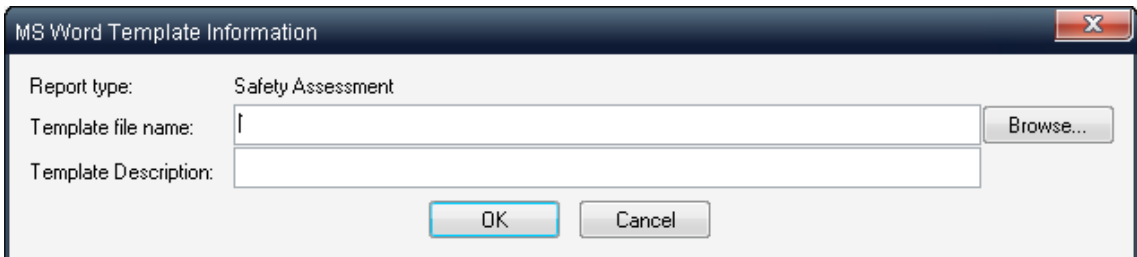 MS Word Template Information
Report type: Safety Assessment
Template file name: Browse...
Template Description:
OK Cancel